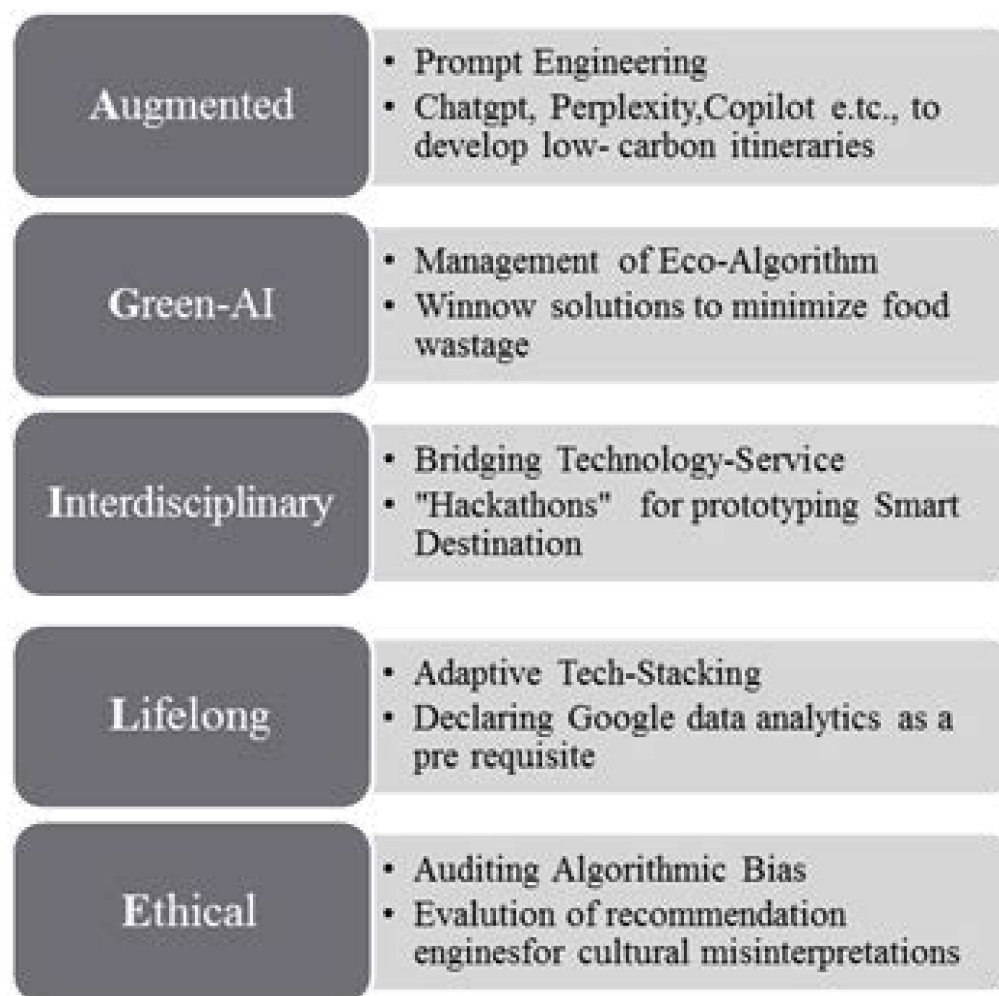 Augmented
• Prompt Engineering
• Chatgpt, Perplexity,Copilot e.tc., to
develop low- carbon itineraries
Green-AI
• Management of Eco-Algorithm
• Winnow solutions to minimize food
wastage
Interdisciplinary
• Bridging Technology-Service
• "Hackathons" for prototyping Smart
Destination
Lifelong
• Adaptive Tech-Stacking
• Declaring Google data analytics as a
pre requisite
Ethical
• Auditing Algorithmic Bias
• Evalution of recommendation
enginesfor cultural misinterpretations